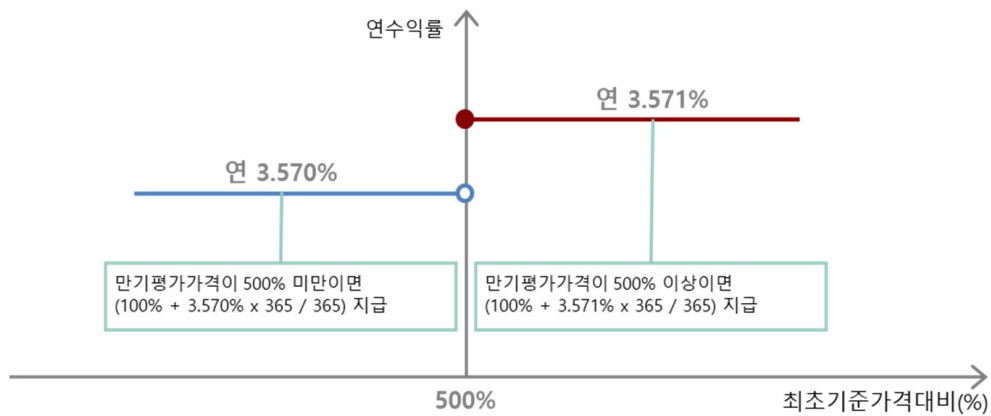 연수익률
연 3.571%
연 3.570%
만기평가가격이 500% 미만이면
(100% + 3.570% x 365 / 365) 지급
만기평가가격이 500% 이상이면
(100% + 3.571% x 365 / 365) 지급
500%
최초기준가격대비(%)